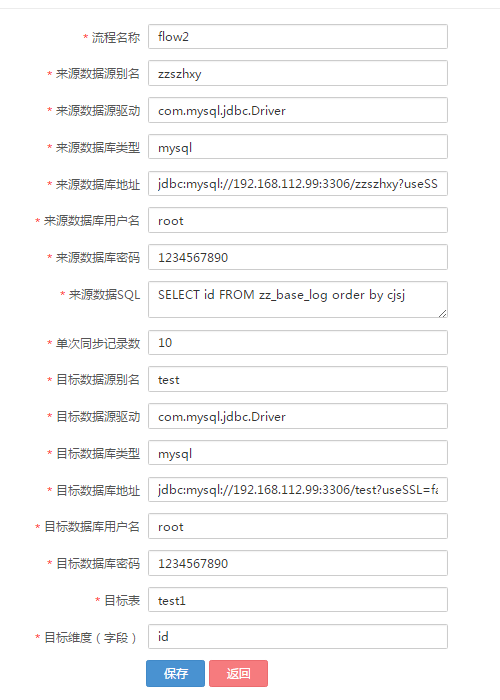 * 流程名称 flow2
* 来源数据源别名 zzszhxy
* 来源数据源驱动 com.mysql.jdbc.Driver
* 来源数据库类型 mysql
* 来源数据库地址 jdbc:mysql://192.168.112.99:3306/zzszhxy?useSS
* 来源数据库用户名 root
* 来源数据库密码 1234567890
* 来源数据SQL SELECT id FROM zz_base_log order by cjsj
* 单次同步记录数 10
* 目标数据源别名 test
* 目标数据源驱动 com.mysql.jdbc.Driver
* 目标数据库类型 mysql
* 目标数据库地址 jdbc:mysql://192.168.112.99:3306/test?useSSL=fa
* 目标数据库用户名 root
* 目标数据库密码 1234567890
* 目标表 test1
* 目标维度（字段） id
保存 返回